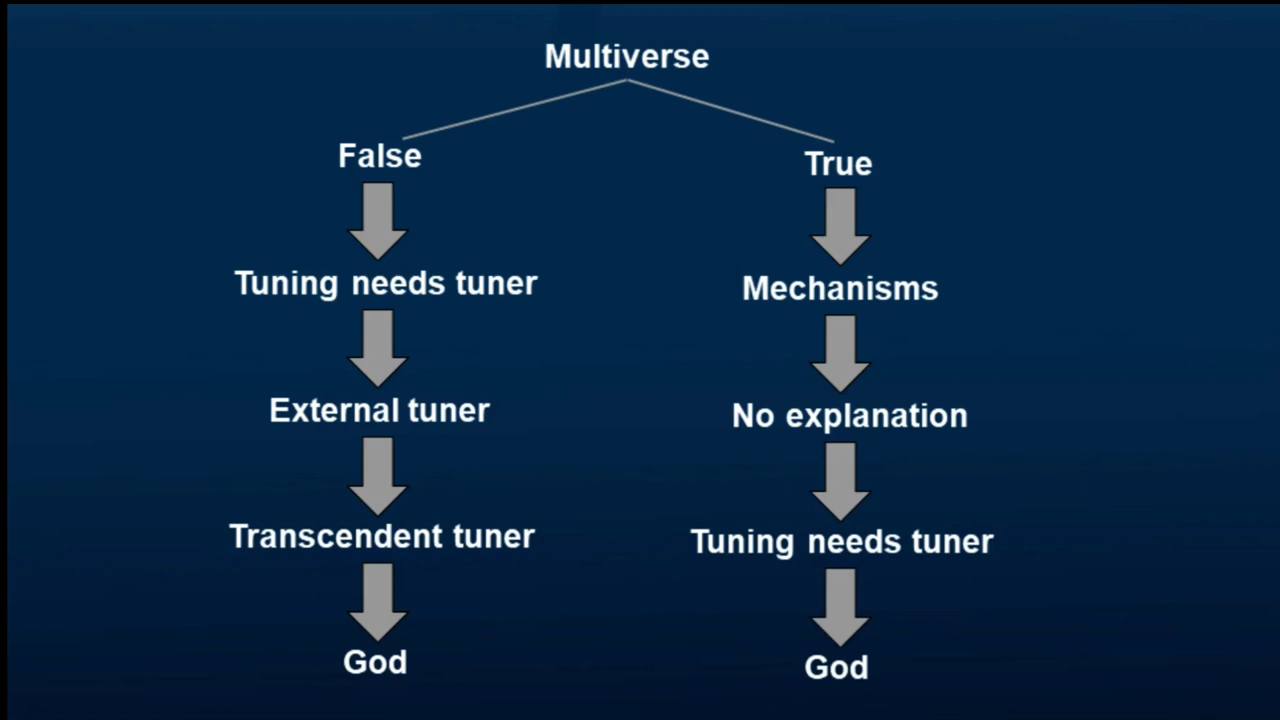 Multiverse
False
True
Tuning needs tuner
Mechanisms
External tuner
No explanation
Transcendent tuner
Tuning needs tuner
God
God